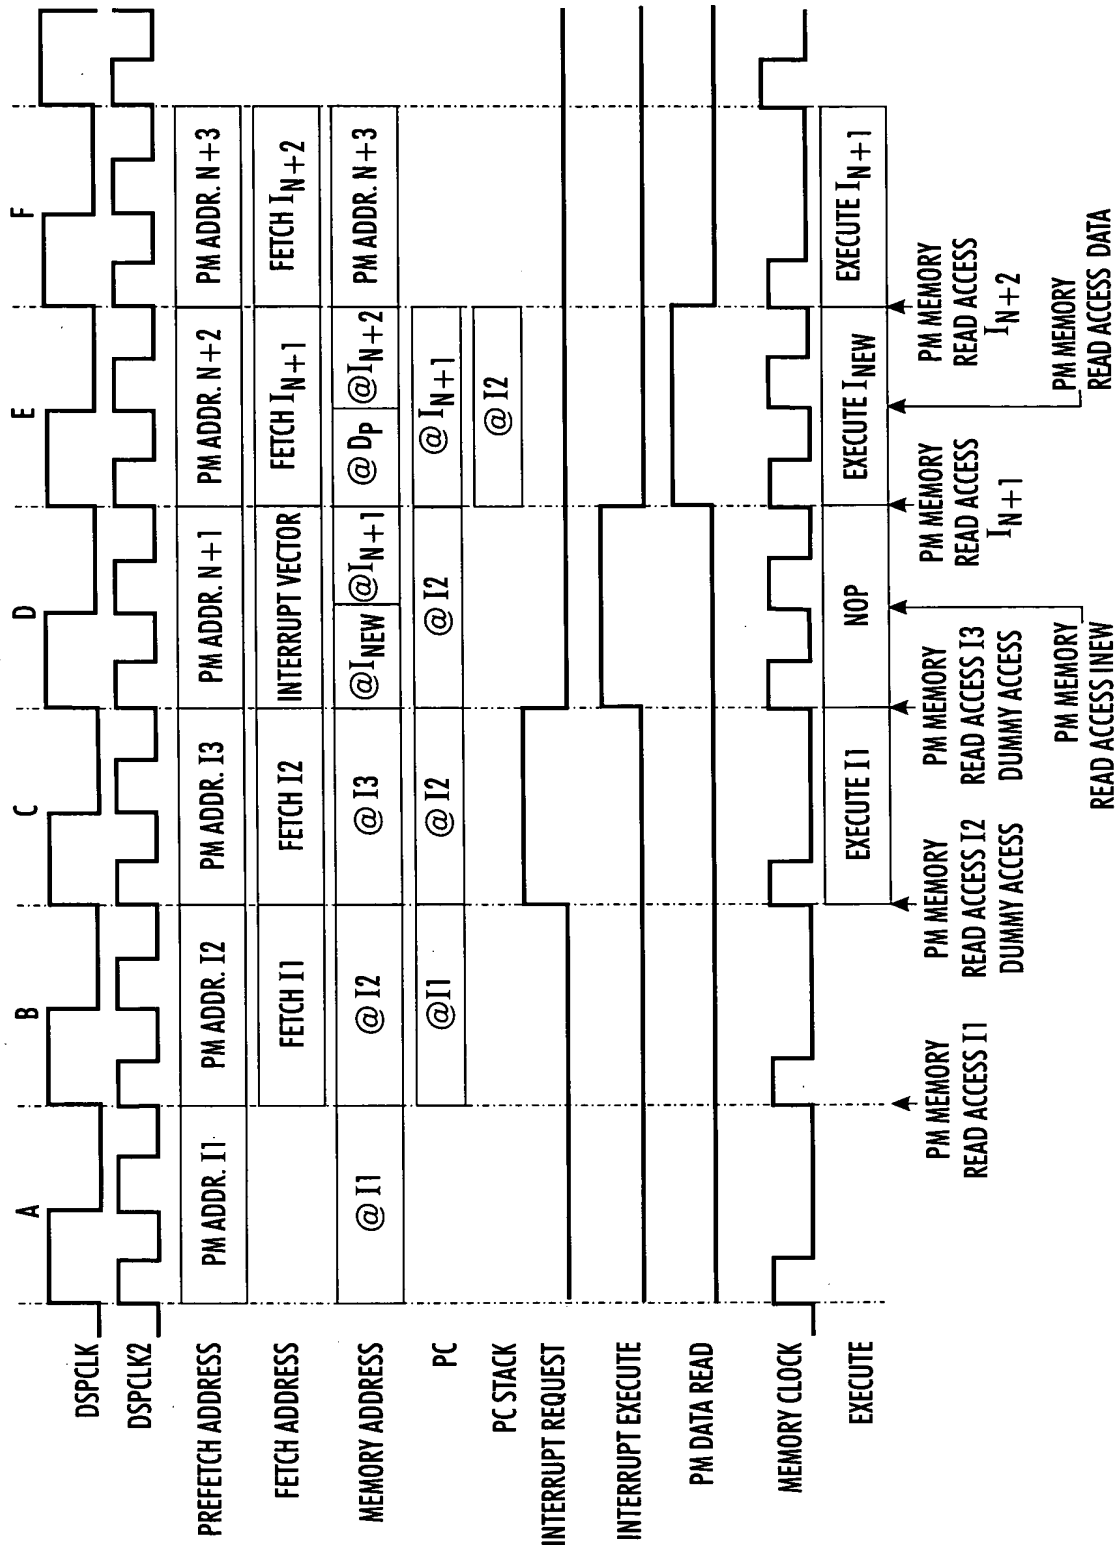 A B C D E F
DSPCLK
DSPCLK2
PREFETCH ADDRESS
PM ADDR. I1
PM ADDR. I2
PM ADDR. I3
PM ADDR. N+1
PM ADDR. N+2
PM ADDR. N+3
FETCH ADDRESS
FETCH I1
FETCH I2
INTERRUPT VECTOR
FETCH IN+1
FETCH IN+2
MEMORY ADDRESS
@I1
@I2
@I3
@INEW
@IN+1
@DP
@IN+2
PM ADDR. N+3
PC
@I1
@I2
@I2
@IN+1
PC STACK
@I2
INTERRUPT REQUEST
INTERRUPT EXECUTE
PM DATA READ
MEMORY CLOCK
EXECUTE
EXECUTE I1
NOP
EXECUTE INEW
EXECUTE IN+1
PM MEMORY
READ ACCESS I1
PM MEMORY
READ ACCESS I2
DUMMY ACCESS
PM MEMORY
READ ACCESS I3
DUMMY ACCESS
PM MEMORY
READ ACCESS INEW
PM MEMORY
READ ACCESS
IN+1
PM MEMORY
READ ACCESS DATA
PM MEMORY
READ ACCESS
IN+2